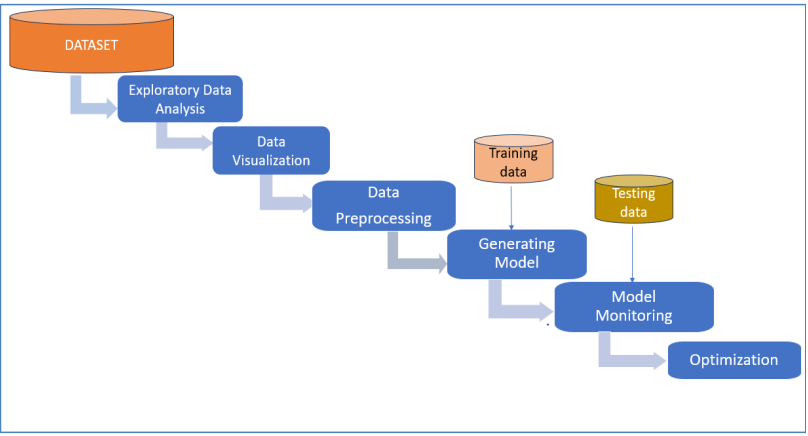 DATASET
Exploratory Data
Analysis
Data
Visualization
Training
data
Data
Preprocessing
Testing
data
Generating
Model
Model
Monitoring
Optimization